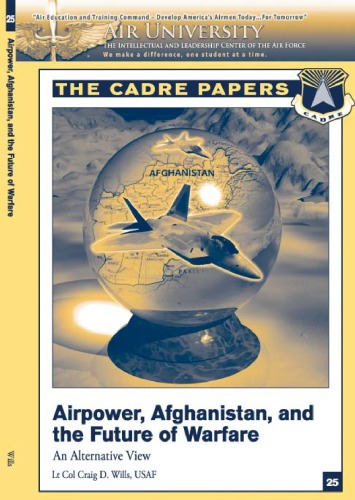 25
Airpower, Afghanistan, and the Future of Warfare
Wills
"Air Education and Training Command – Develop America's Airmen Today...For Tomorrow"
AIR UNIVERSITY
THE INTELLECTUAL AND LEADERSHIP CENTER OF THE AIR FORCE
We make a difference, one student at a time.
THE CADRE PAPERS
CADRE
AFGHANISTAN
Airpower, Afghanistan, and
the Future of Warfare
An Alternative View
Lt Col Craig D. Wills, USAF
25